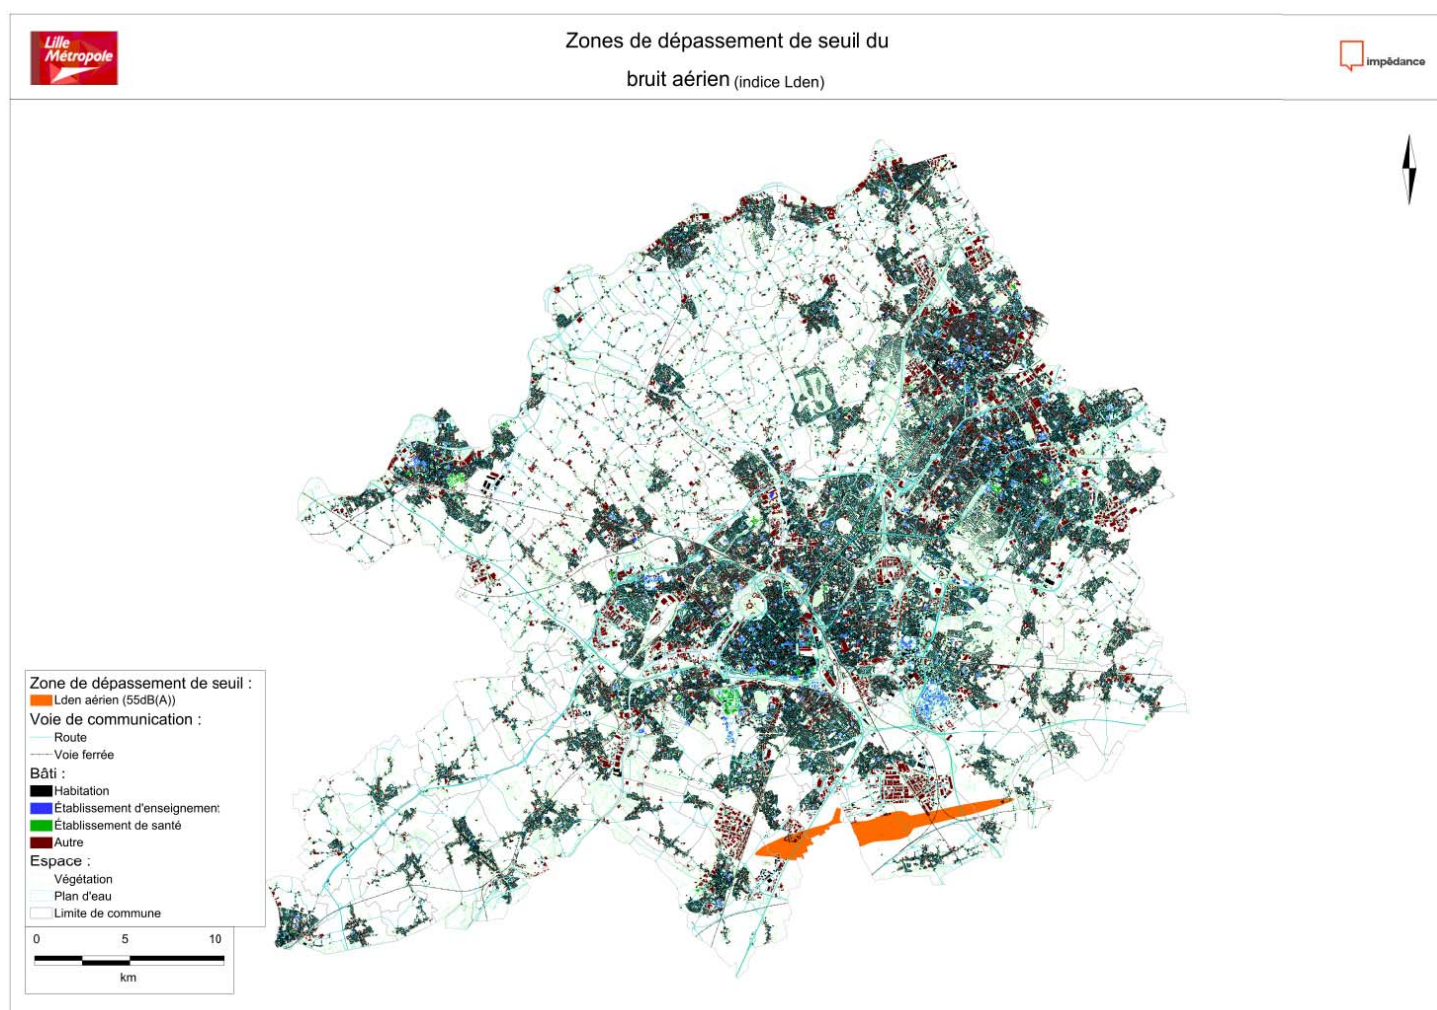 Lille
Métropole
Zones de dépassement de seuil du
bruit aérien (indice Lden)
impédance
Zone de dépassement de seuil :
Lden aérien (55dB(A))
Voie de communication :
Route
Voie ferrée
Bâti :
Habitation
Établissement d'enseignement
Établissement de santé
Autre
Espace :
Végétation
Plan d'eau
Limite de commune
0 5 10
km